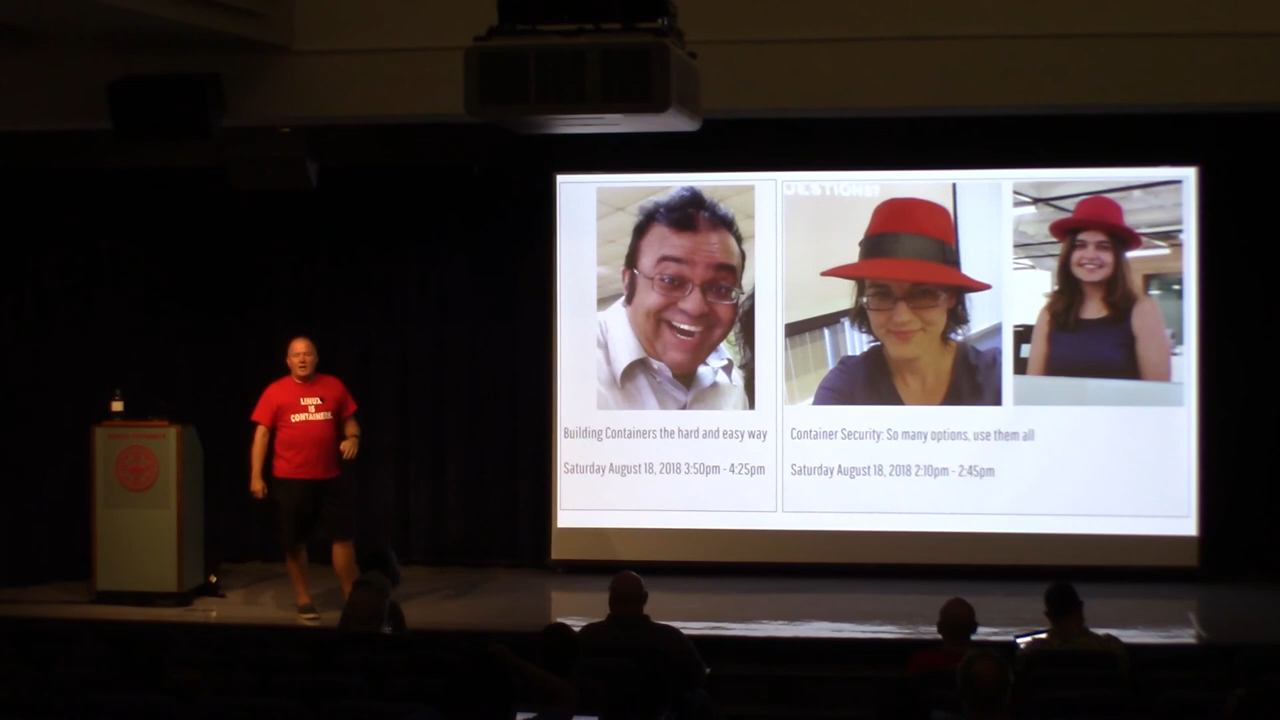 LINUX
IS
CONTAINERS
UESTIONS?
Building Containers the hard and easy way
Saturday August 18, 2018 3:50pm - 4:25pm
Container Security: So many options, use them all
Saturday August 18, 2018 2:10pm - 2:45pm